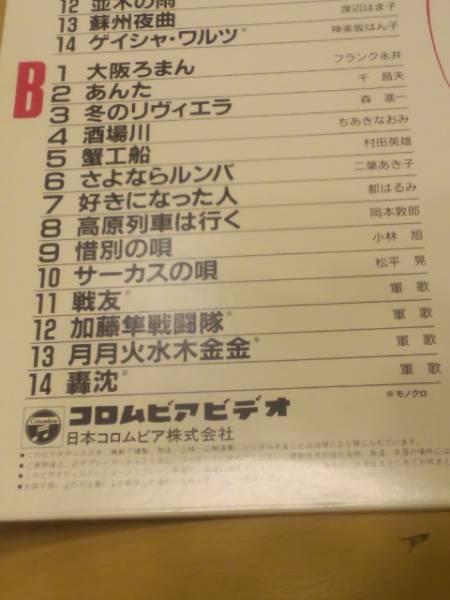 12 並木の雨
13 蘇州夜曲 渡辺はま子
14 ゲイシャ・ワルツ※ 神楽坂はん子
B
1 大阪ろまん フランク永井
2 あんた 千 昌夫
3 冬のリヴィエラ 森 進一
4 酒場川 ちあきなおみ
5 蟹工船 村田英雄
6 さよならルンバ 二葉あき子
7 好きになった人 都はるみ
8 高原列車は行く 岡本敦郎
9 惜別の唄 小林 旭
10 サーカスの唄 松平 晃
11 戦友※ 軍歌
12 加藤隼戦闘隊※ 軍歌
13 月月火水木金金※ 軍歌
14 轟沈※ 軍歌
※モノクロ
Columbia
コロムビアビデオ
日本コロムビア株式会社